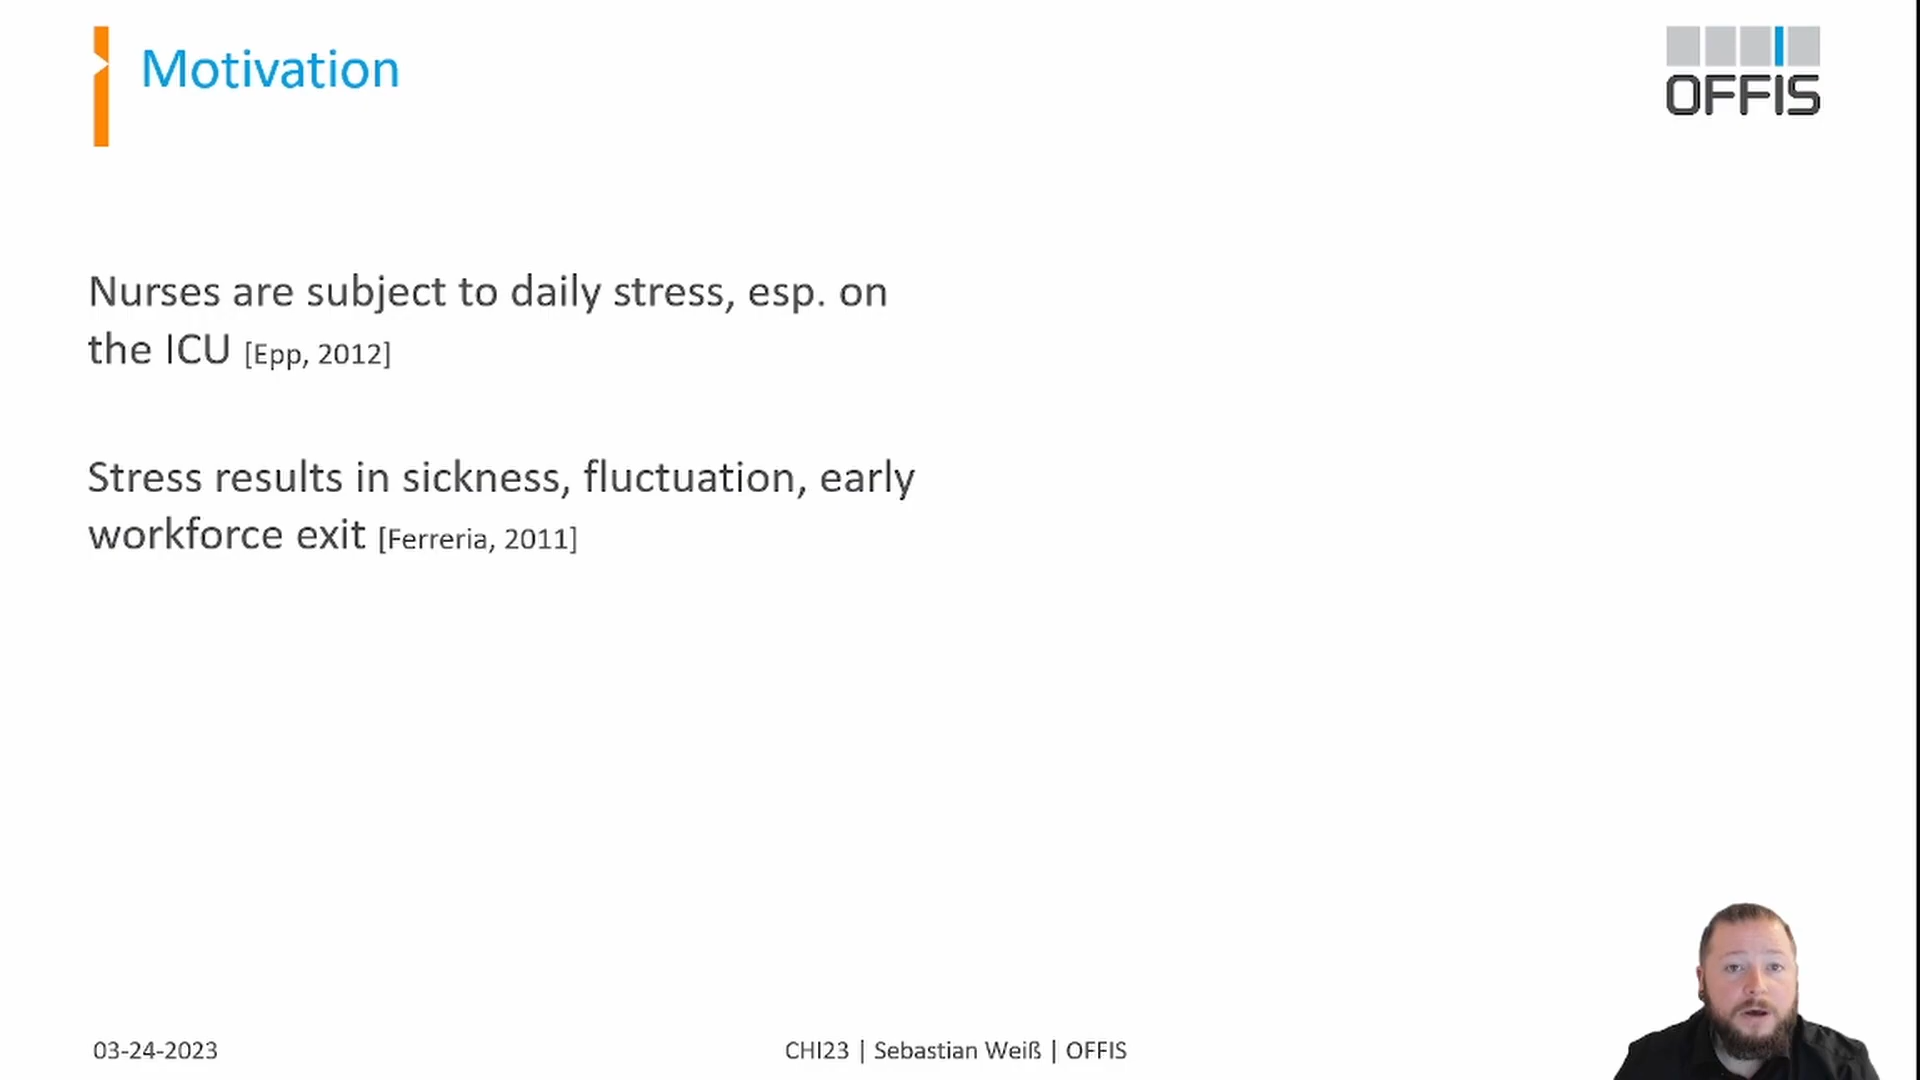 Motivation
OFFIS
Nurses are subject to daily stress, esp. on
the ICU [Epp, 2012]
Stress results in sickness, fluctuation, early
workforce exit [Ferreria, 2011]
03-24-2023
CHI23 | Sebastian Weiß | OFFIS